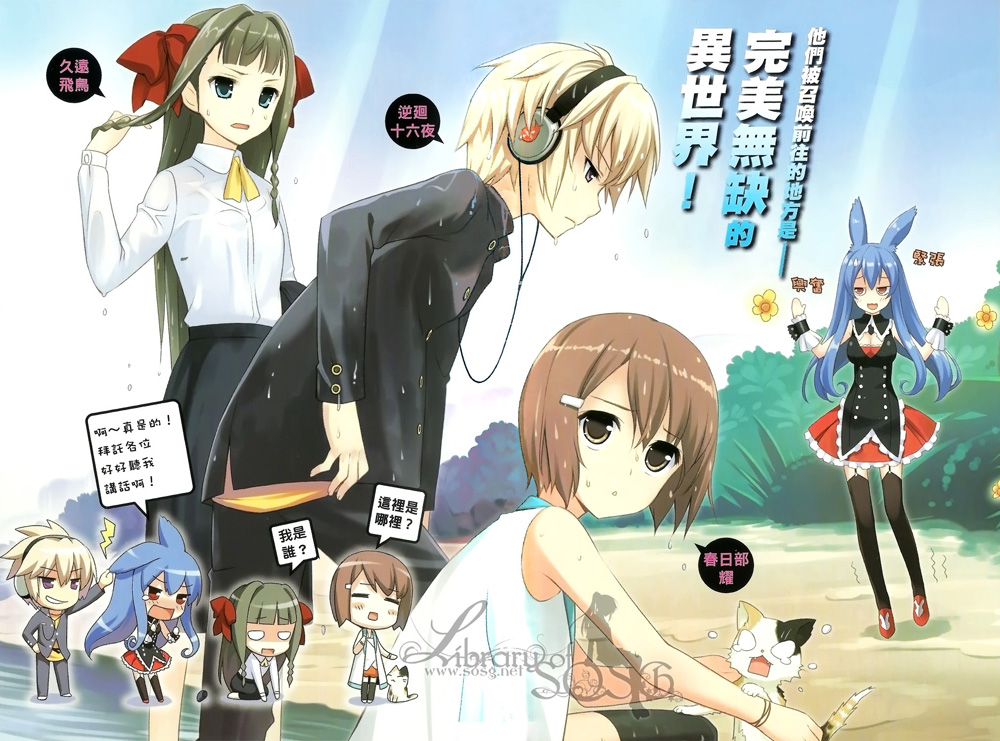 他們被召喚前往的地方是——
完美無缺的
異世界！
久遠
飛鳥
逆廻
十六夜
興奮
緊張
春日部
耀
啊～真是的！
拜託各位
好好聽我
講話啊！
我是
誰？
這裡是
哪裡？
Library of SOSG
www.sosg.net